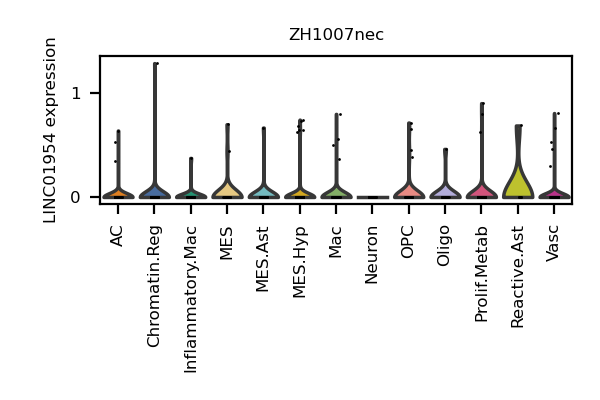 ZH1007nec
LINC01954 expression
1
0
AC
Chromatin.Reg
Inflammatory.Mac
MES
MES.Ast
MES.Hyp
Mac
Neuron
OPC
Oligo
Prolif.Metab
Reactive.Ast
Vasc